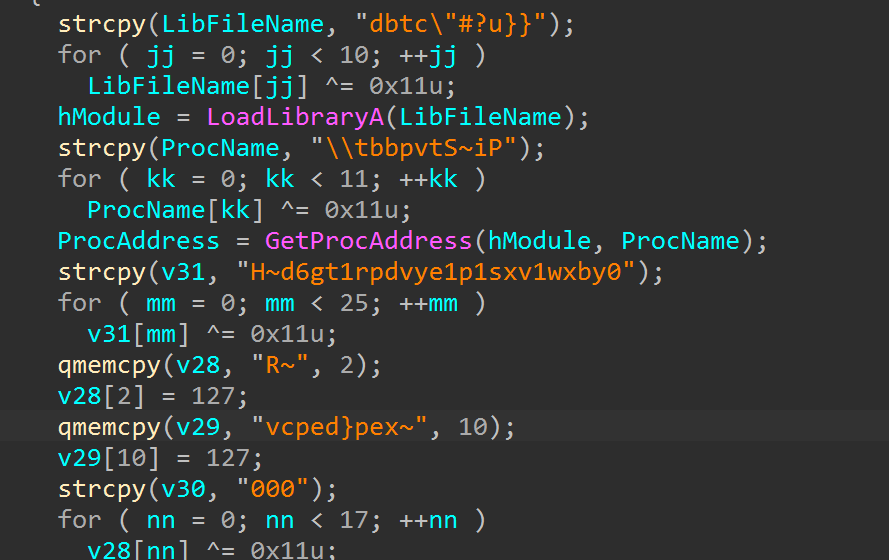 {
strcpy(LibFileName, "dbtc\"#?u}}");
for ( jj = 0; jj < 10; ++jj )
LibFileName[jj] ^= 0x11u;
hModule = LoadLibraryA(LibFileName);
strcpy(ProcName, "\\tbbpvtS~iP");
for ( kk = 0; kk < 11; ++kk )
ProcName[kk] ^= 0x11u;
ProcAddress = GetProcAddress(hModule, ProcName);
strcpy(v31, "H~d6gt1rpdvye1p1sxv1wxby0");
for ( mm = 0; mm < 25; ++mm )
v31[mm] ^= 0x11u;
qmemcpy(v28, "R~", 2);
v28[2] = 127;
qmemcpy(v29, "vcped}pex~", 10);
v29[10] = 127;
strcpy(v30, "000");
for ( nn = 0; nn < 17; ++nn )
v28[nn] ^= 0x11u;